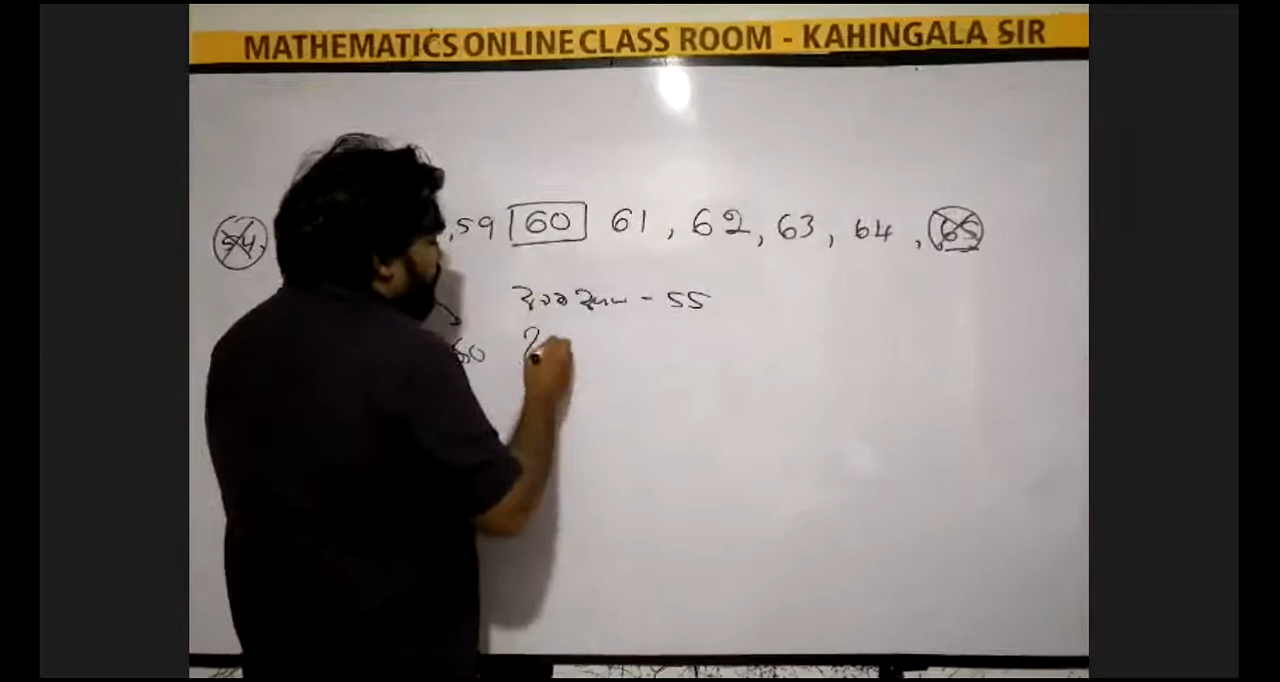 MATHEMATICS ONLINE CLASS ROOM - KAHINGALA SIR
54, , 59 60 61 , 62 , 63 , 64 , 65
- 55
60